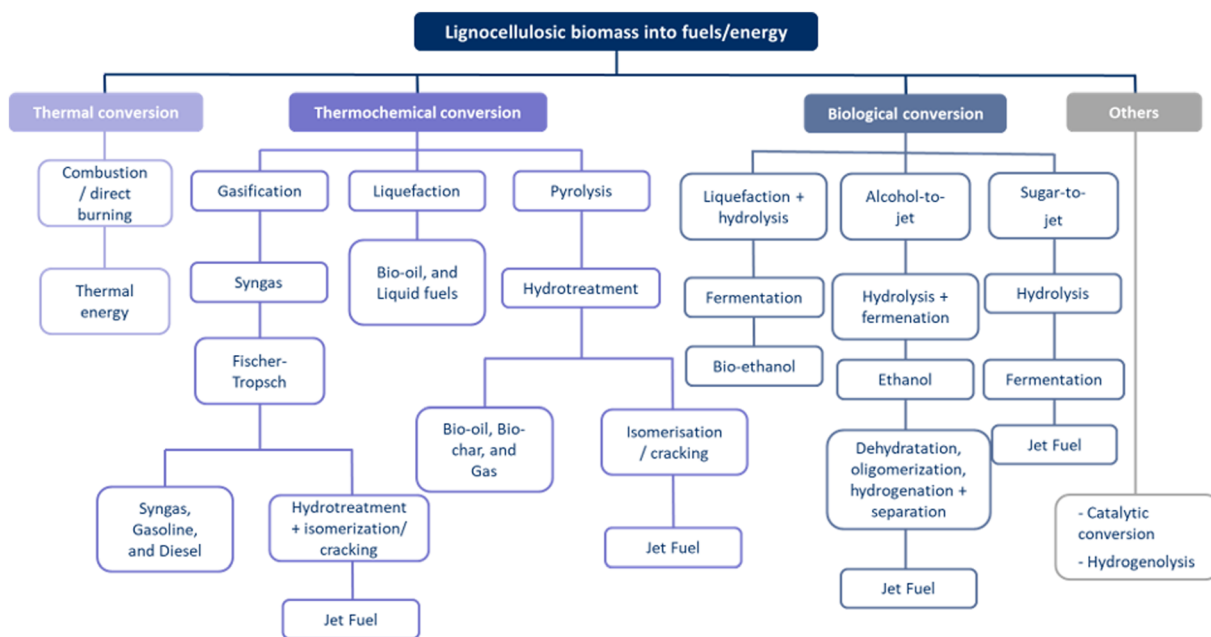 Lignocellulosic biomass into fuels/energy
Thermal conversion
Thermochemical conversion
Biological conversion
Others
Combustion
/ direct
burning
Thermal
energy
Gasification
Syngas
Fischer-
Tropsch
Syngas,
Gasoline,
and Diesel
Hydrotreatment
+ isomerization/
cracking
Jet Fuel
Liquefaction
Bio-oil, and
Liquid fuels
Pyrolysis
Hydrotreatment
Bio-oil, Bio-
char, and
Gas
Isomerisation
/ cracking
Jet Fuel
Liquefaction +
hydrolysis
Fermentation
Bio-ethanol
Alcohol-to-
jet
Hydrolysis +
fermenation
Ethanol
Dehydratation,
oligomerization,
hydrogenation +
separation
Jet Fuel
Sugar-to-
jet
Hydrolysis
Fermentation
Jet Fuel
- Catalytic
conversion
- Hydrogenolysis